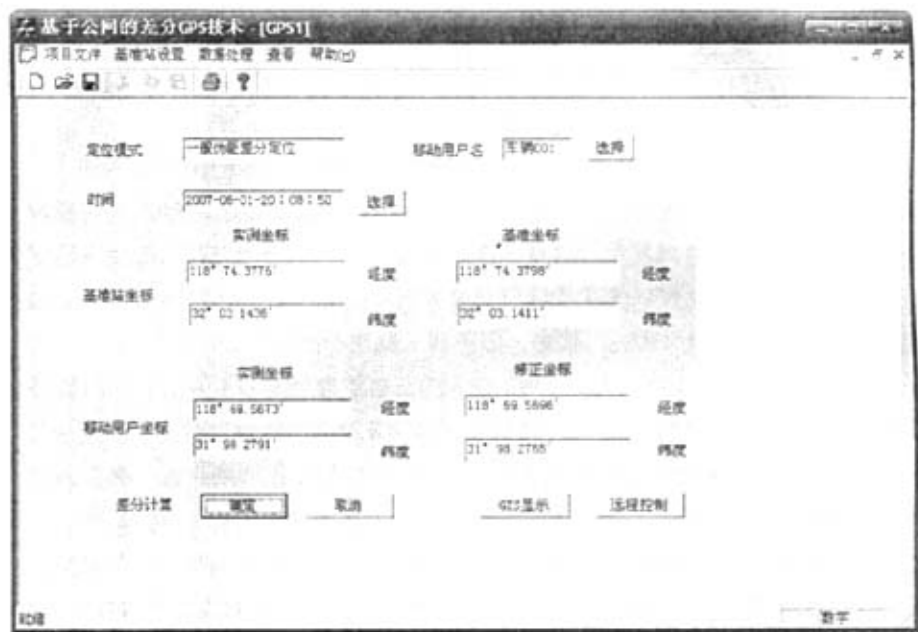 基于公网的差分GPS技术 - [GPS1]
项目文件 基准站设置 数据处理 查看 帮助(H)
定位模式 一般伪距差分定位 移动用户名 车辆001 选择
时间 2007-06-01-20:08:50 选择
实测坐标 基准坐标
118° 74.3776' 经度 118° 74.3798' 经度
基准站坐标
32° 03.1436' 纬度 32° 03.1411' 纬度
实测坐标 修正坐标
118° 69.5673' 经度 118° 69.5696' 经度
移动用户坐标
31° 98.2791' 纬度 31° 98.2766' 纬度
差分计算 确定 取消 GIS显示 远程控制
就绪 数字